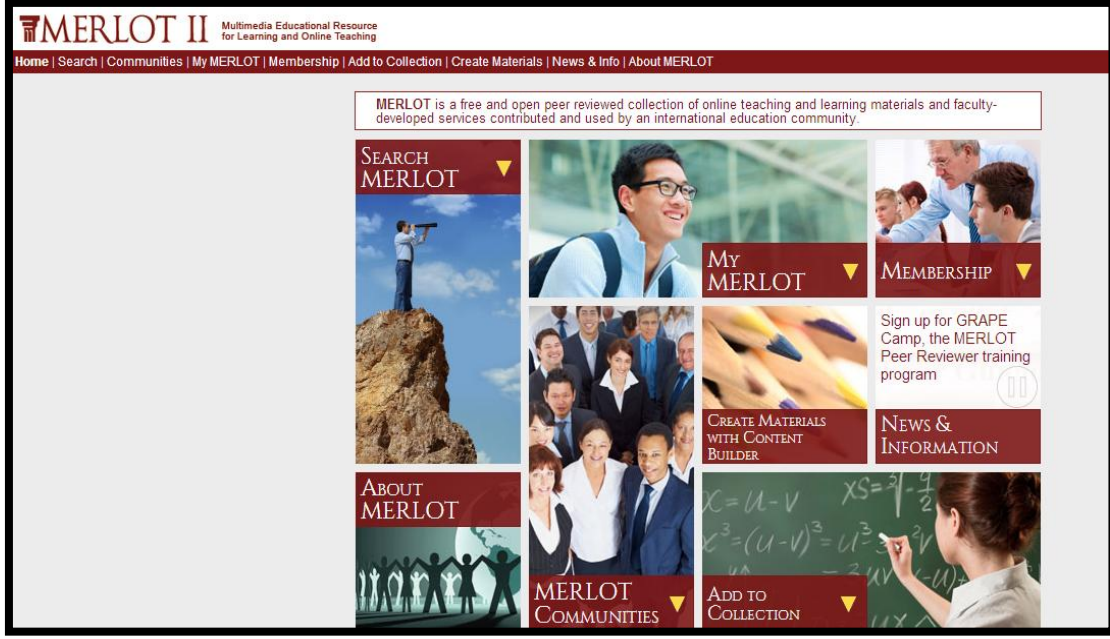 MERLOT II
Multimedia Educational Resource
for Learning and Online Teaching
Home | Search | Communities | My MERLOT | Membership | Add to Collection | Create Materials | News & Info | About MERLOT
MERLOT is a free and open peer reviewed collection of online teaching and learning materials and faculty-
developed services contributed and used by an international education community.
SEARCH
MERLOT
MY
MERLOT
MEMBERSHIP
Sign up for GRAPE
Camp, the MERLOT
Peer Reviewer training
program
CREATE MATERIALS
WITH CONTENT
BUILDER
NEWS &
INFORMATION
ABOUT
MERLOT
MERLOT
COMMUNITIES
ADD TO
COLLECTION